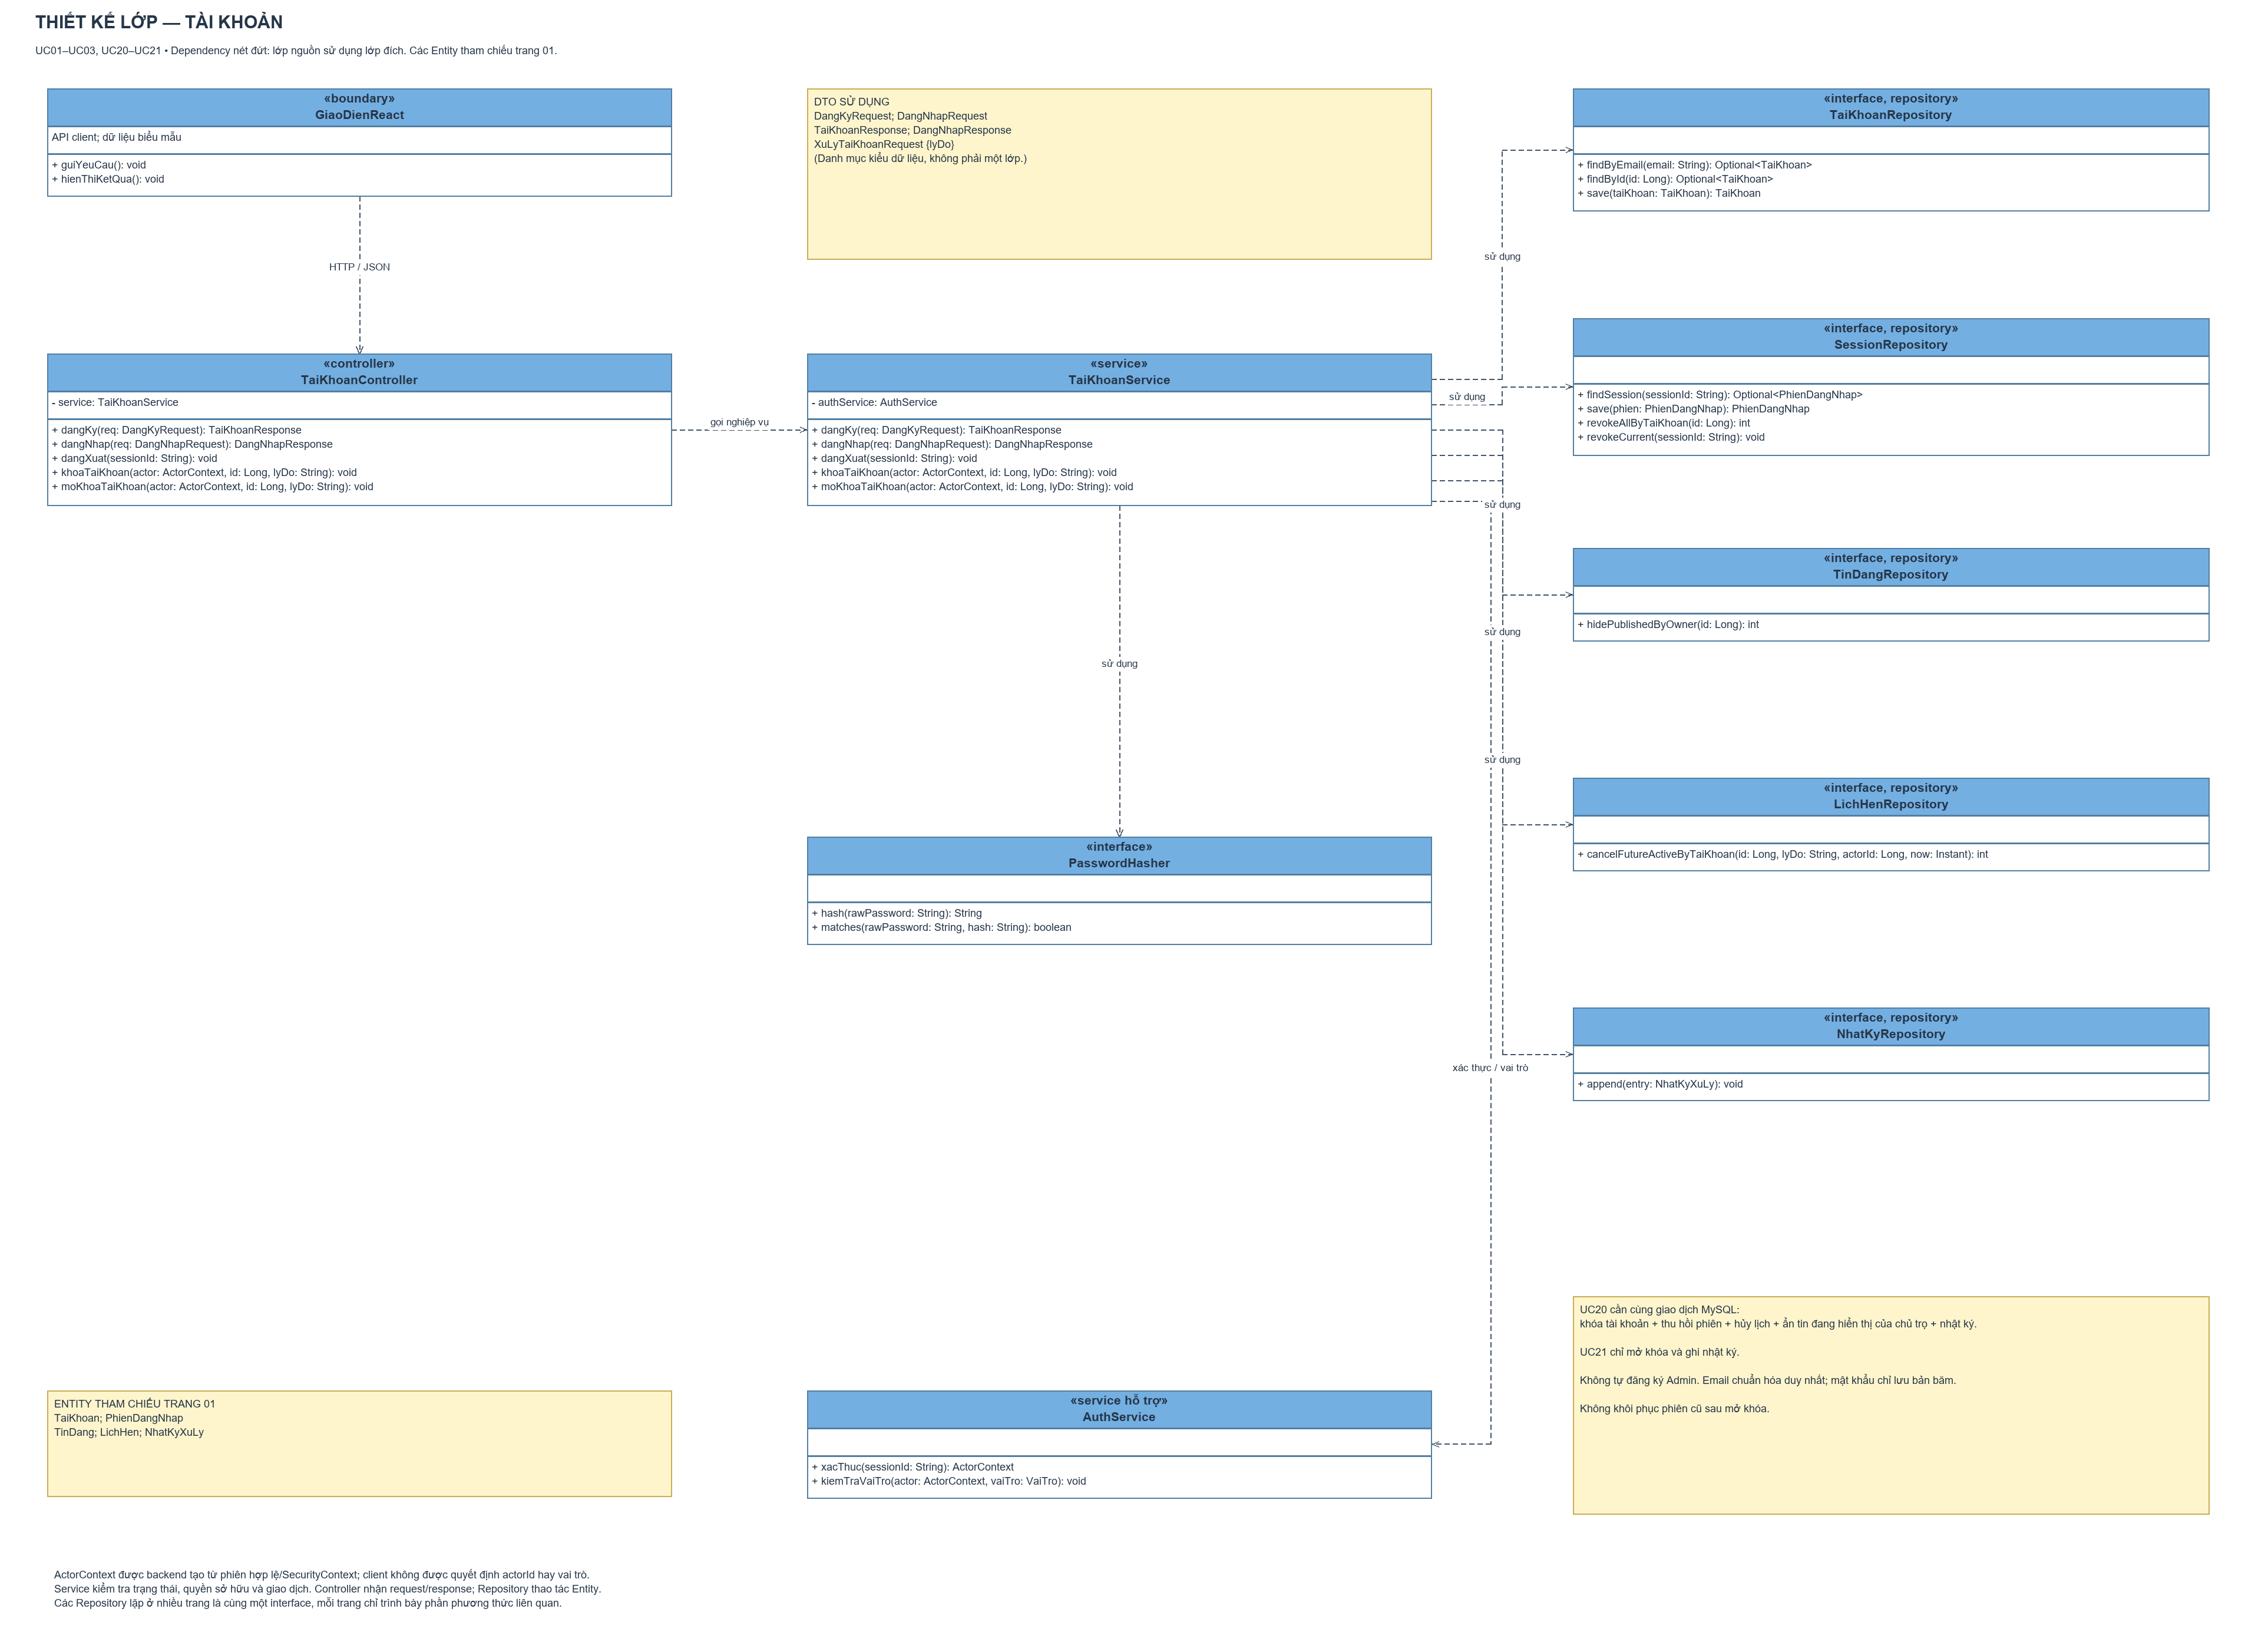 THIẾT KẾ LỚP — TÀI KHOẢN
UC01–UC03, UC20–UC21 • Dependency nét đứt: lớp nguồn sử dụng lớp đích. Các Entity tham chiếu trang 01.
«boundary»
GiaoDienReact
API client; dữ liệu biểu mẫu
+ guiYeuCau(): void
+ hienThiKetQua(): void
DTO SỬ DỤNG
DangKyRequest; DangNhapRequest
TaiKhoanResponse; DangNhapResponse
XuLyTaiKhoanRequest {lyDo}
(Danh mục kiểu dữ liệu, không phải một lớp.)
«interface, repository»
TaiKhoanRepository
+ findByEmail(email: String): Optional<TaiKhoan>
+ findById(id: Long): Optional<TaiKhoan>
+ save(taiKhoan: TaiKhoan): TaiKhoan
HTTP / JSON
sử dụng
«controller»
TaiKhoanController
- service: TaiKhoanService
+ dangKy(req: DangKyRequest): TaiKhoanResponse
+ dangNhap(req: DangNhapRequest): DangNhapResponse
+ dangXuat(sessionId: String): void
+ khoaTaiKhoan(actor: ActorContext, id: Long, lyDo: String): void
+ moKhoaTaiKhoan(actor: ActorContext, id: Long, lyDo: String): void
gọi nghiệp vụ
«service»
TaiKhoanService
- authService: AuthService
+ dangKy(req: DangKyRequest): TaiKhoanResponse
+ dangNhap(req: DangNhapRequest): DangNhapResponse
+ dangXuat(sessionId: String): void
+ khoaTaiKhoan(actor: ActorContext, id: Long, lyDo: String): void
+ moKhoaTaiKhoan(actor: ActorContext, id: Long, lyDo: String): void
sử dụng
«interface, repository»
SessionRepository
+ findSession(sessionId: String): Optional<PhienDangNhap>
+ save(phien: PhienDangNhap): PhienDangNhap
+ revokeAllByTaiKhoan(id: Long): int
+ revokeCurrent(sessionId: String): void
sử dụng
«interface, repository»
TinDangRepository
+ hidePublishedByOwner(id: Long): int
sử dụng
sử dụng
sử dụng
«interface, repository»
LichHenRepository
+ cancelFutureActiveByTaiKhoan(id: Long, lyDo: String, actorId: Long, now: Instant): int
«interface»
PasswordHasher
+ hash(rawPassword: String): String
+ matches(rawPassword: String, hash: String): boolean
«interface, repository»
NhatKyRepository
+ append(entry: NhatKyXuLy): void
xác thực / vai trò
UC20 cần cùng giao dịch MySQL:
khóa tài khoản + thu hồi phiên + hủy lịch + ẩn tin đang hiển thị của chủ trọ + nhật ký.
UC21 chỉ mở khóa và ghi nhật ký.
Không tự đăng ký Admin. Email chuẩn hóa duy nhất; mật khẩu chỉ lưu bản băm.
Không khôi phục phiên cũ sau mở khóa.
ENTITY THAM CHIẾU TRANG 01
TaiKhoan; PhienDangNhap
TinDang; LichHen; NhatKyXuLy
«service hỗ trợ»
AuthService
+ xacThuc(sessionId: String): ActorContext
+ kiemTraVaiTro(actor: ActorContext, vaiTro: VaiTro): void
ActorContext được backend tạo từ phiên hợp lệ/SecurityContext; client không được quyết định actorId hay vai trò.
Service kiểm tra trạng thái, quyền sở hữu và giao dịch. Controller nhận request/response; Repository thao tác Entity.
Các Repository lặp ở nhiều trang là cùng một interface, mỗi trang chỉ trình bày phần phương thức liên quan.